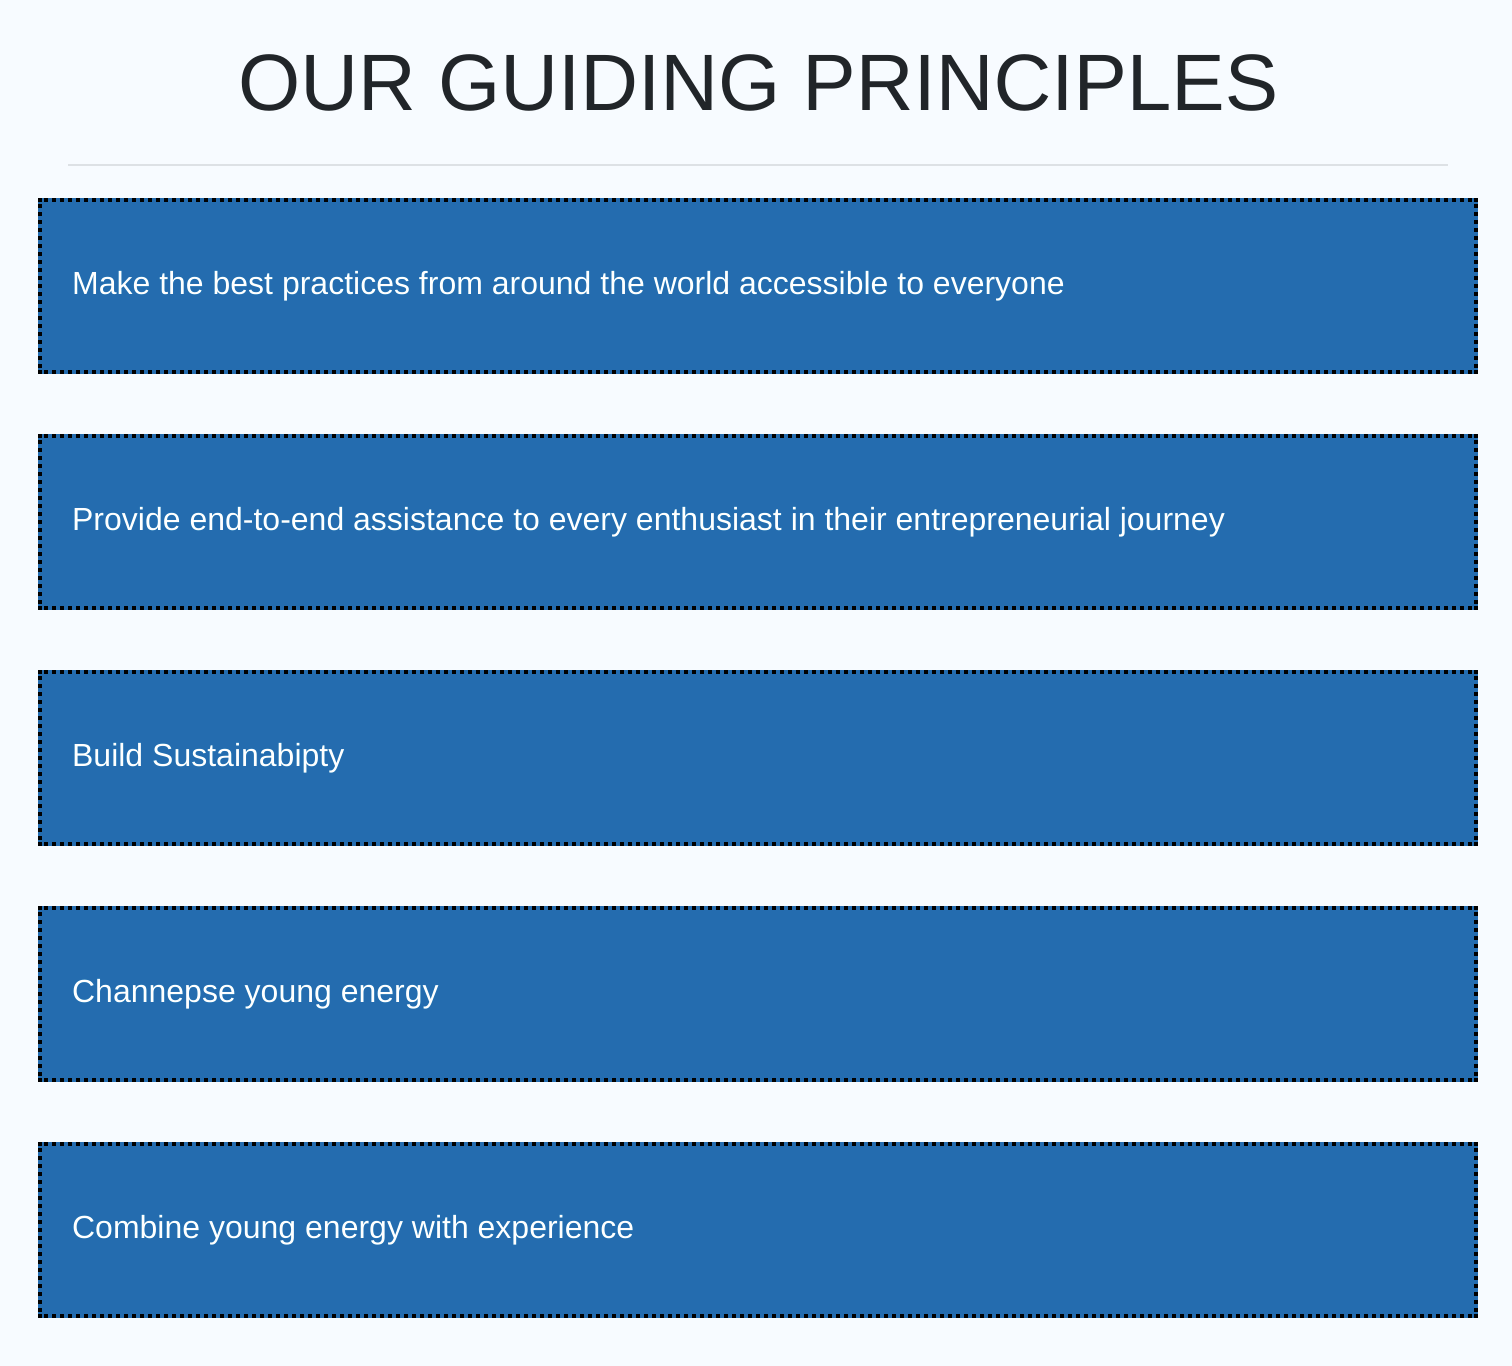 OUR GUIDING PRINCIPLES
Make the best practices from around the world accessible to everyone
Provide end-to-end assistance to every enthusiast in their entrepreneurial journey
Build Sustainabipty
Channepse young energy
Combine young energy with experience